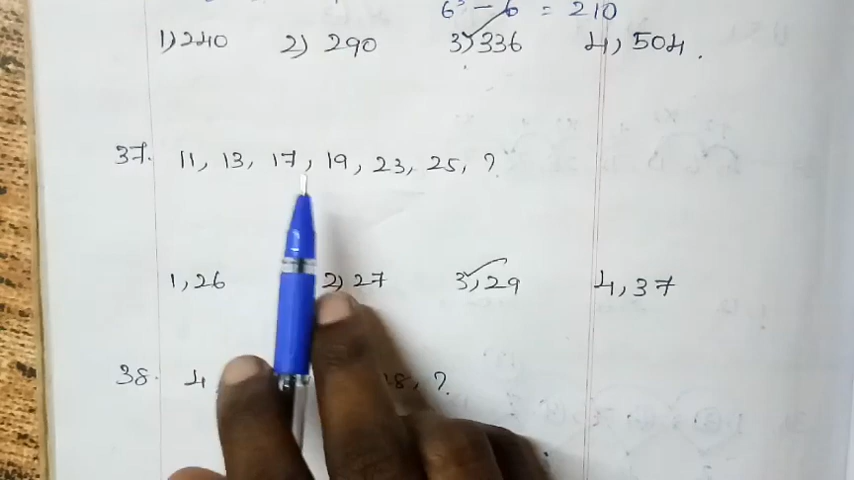 6³ - 6 = 210
1) 240 2) 290 3) 336 4, 504.
37. 11, 13, 17, 19, 23, 25, ?
1, 26 2) 27 3, 29 4, 37
38. 4 18, ?